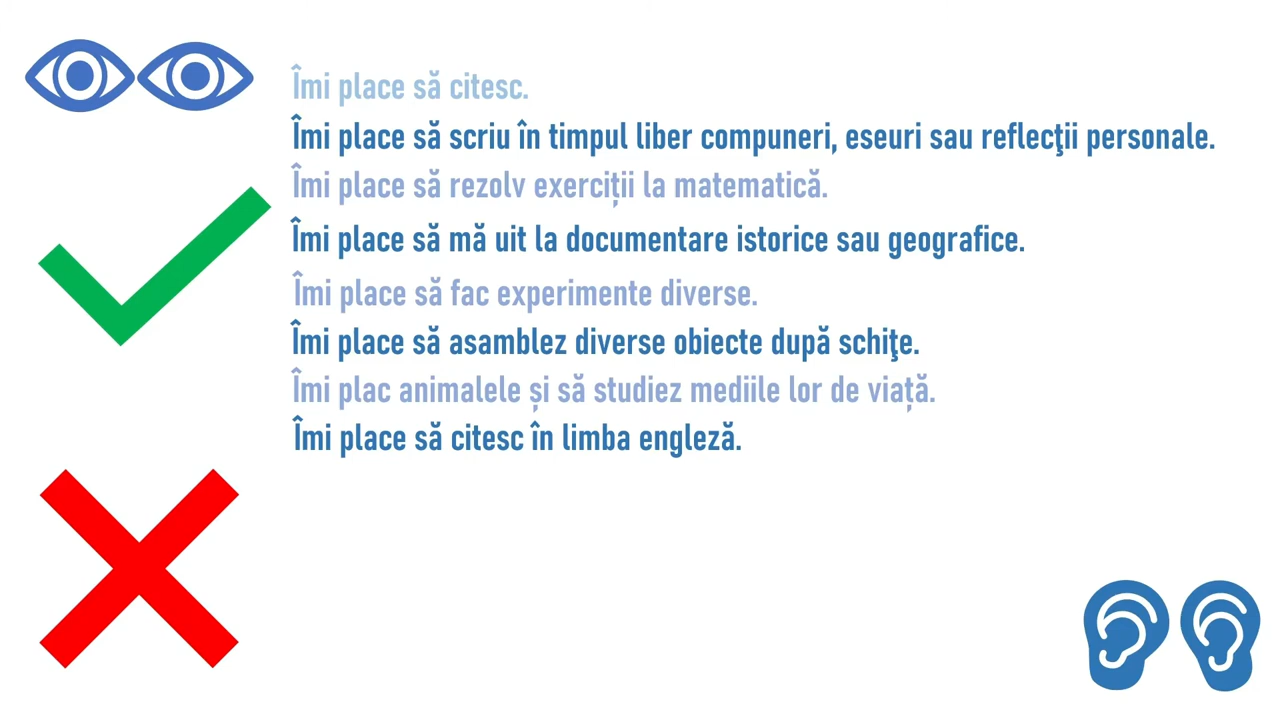 Îmi place să citesc.
Îmi place să scriu în timpul liber compuneri, eseuri sau reflecţii personale.
Îmi place să rezolv exerciții la matematică.
Îmi place să mă uit la documentare istorice sau geografice.
Îmi place să fac experimente diverse.
Îmi place să asamblez diverse obiecte după schiţe.
Îmi plac animalele și să studiez mediile lor de viață.
Îmi place să citesc în limba engleză.